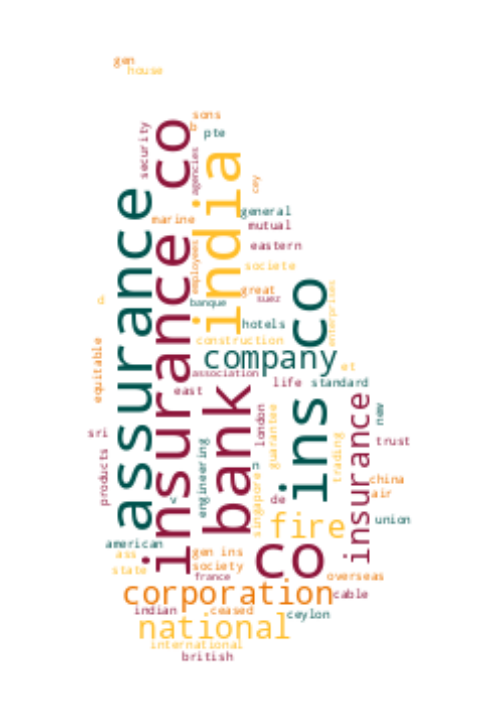 gen
house
sons
b
pte
security
insurance co
agencies
india
cey
assurance
marine
general
mutual
employees
eastern
societe
d
great
banque
suez
ins co
enterprises
hotels
construction
equitable
company
et
association
life
standard
east
bank
london
guarantee
insurance
new
sri
products
v
engineering
n
singapore
trading
trust
de
china
air
fire
union
american
ass
gen ins
co
state
society
france
overseas
corporation
cable
indian
ceased
ceylon
national
international
british